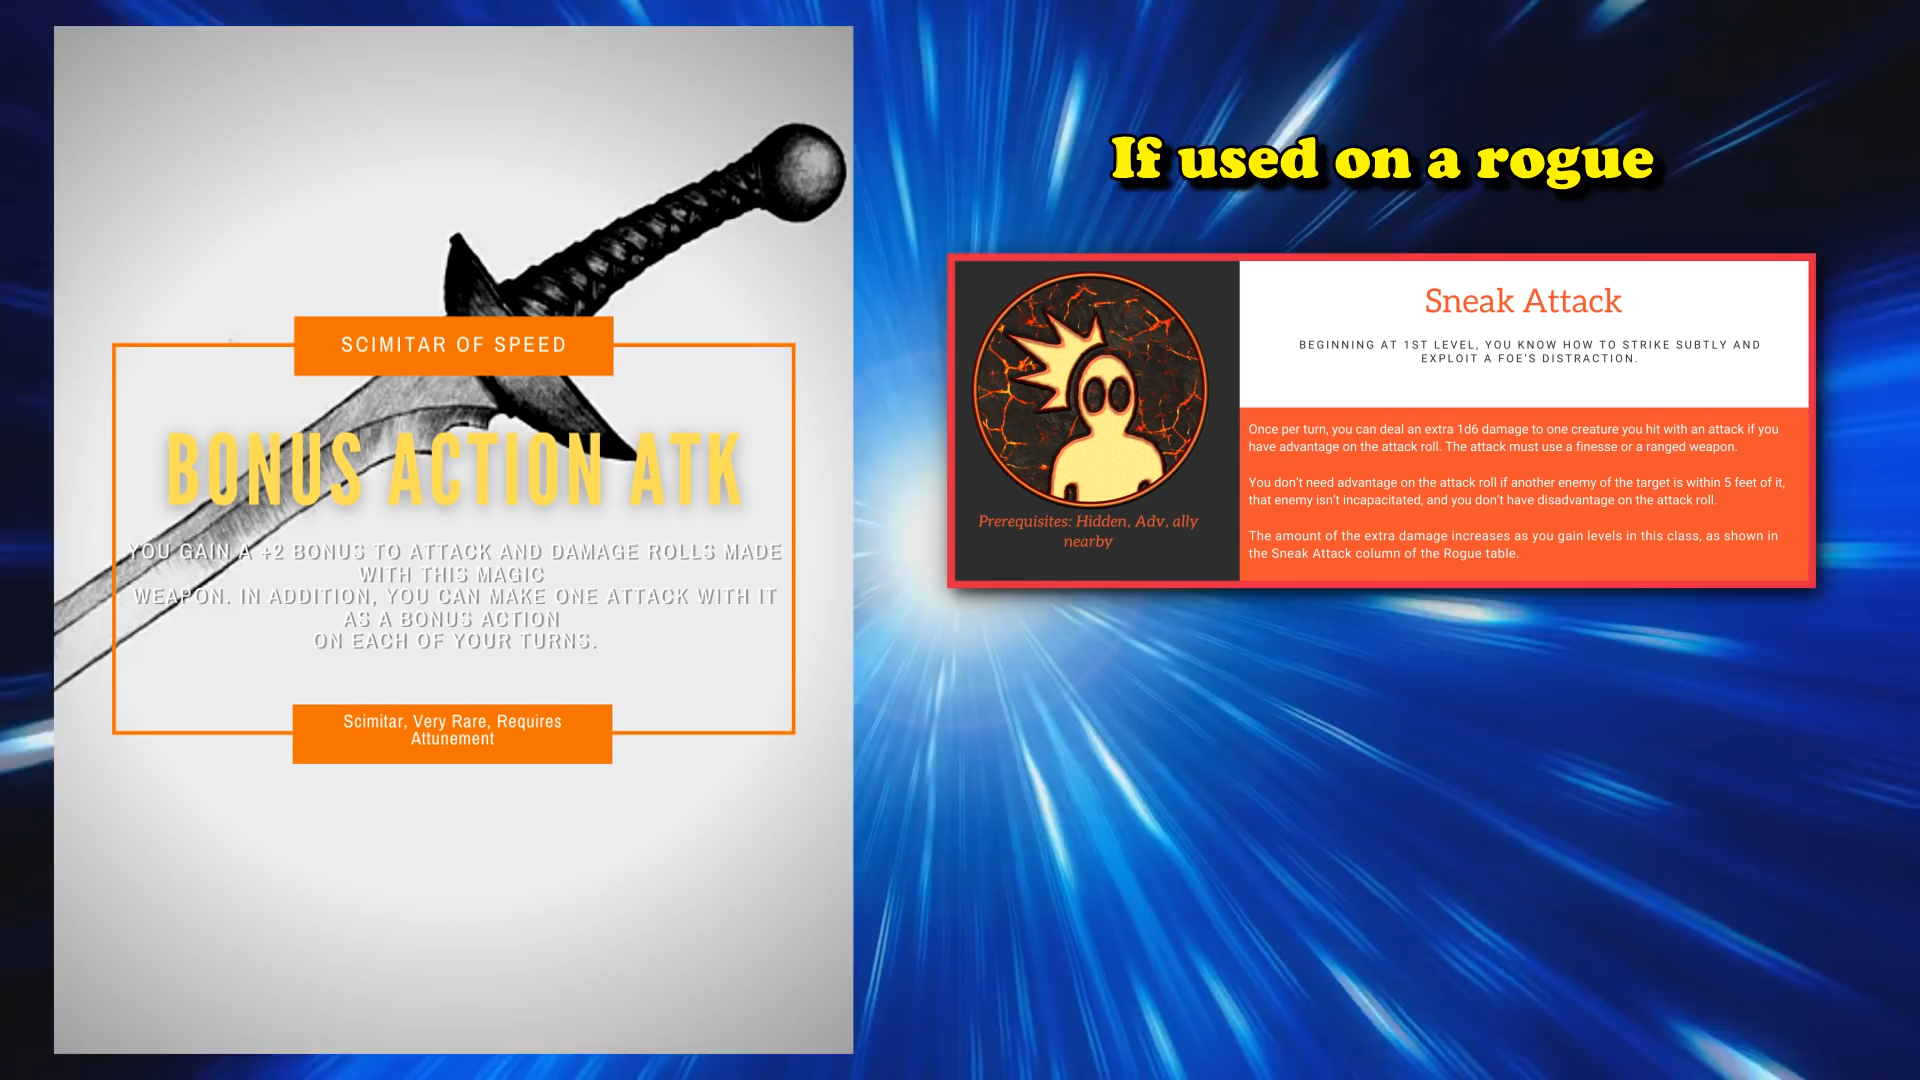 SCIMITAR OF SPEED
BONUS ACTION ATK
YOU GAIN A +2 BONUS TO ATTACK AND DAMAGE ROLLS MADE
WITH THIS MAGIC
WEAPON. IN ADDITION, YOU CAN MAKE ONE ATTACK WITH IT
AS A BONUS ACTION
ON EACH OF YOUR TURNS.
Scimitar, Very Rare, Requires
Attunement
If used on a rogue
Sneak Attack
BEGINNING AT 1ST LEVEL, YOU KNOW HOW TO STRIKE SUBTLY AND
EXPLOIT A FOE'S DISTRACTION.
Prerequisites: Hidden, Adv, ally
nearby
Once per turn, you can deal an extra 1d6 damage to one creature you hit with an attack if you
have advantage on the attack roll. The attack must use a finesse or a ranged weapon.
You don't need advantage on the attack roll if another enemy of the target is within 5 feet of it,
that enemy isn't incapacitated, and you don't have disadvantage on the attack roll.
The amount of the extra damage increases as you gain levels in this class, as shown in
the Sneak Attack column of the Rogue table.